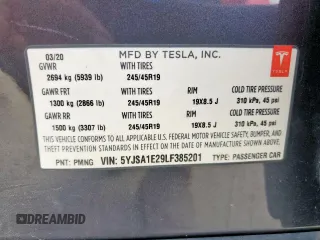 03/20 MFD BY TESLA, INC.
GVWR WITH TIRES
2694 kg (5939 lb) 245/45R19
GAWR FRT WITH TIRES RIM COLD TIRE PRESSURE
1300 kg (2866 lb) 245/45R19 19X8.5 J 310 kPa, 45 psi
GAWR RR WITH TIRES RIM COLD TIRE PRESSURE
1500 kg (3307 lb) 245/45R19 19X8.5 J 310 kPa, 45 psi
THIS VEHICLE CONFORMS TO ALL APPLICABLE FEDERAL MOTOR VEHICLE SAFETY, BUMPER, AND
THEFT PREVENTION STANDARDS IN EFFECT ON THE DATE OF MANUFACTURE SHOWN ABOVE.
PNT: PMNG VIN: 5YJSA1E29LF385201 TYPE: PASSENGER CAR
TESLA
DREAMBID